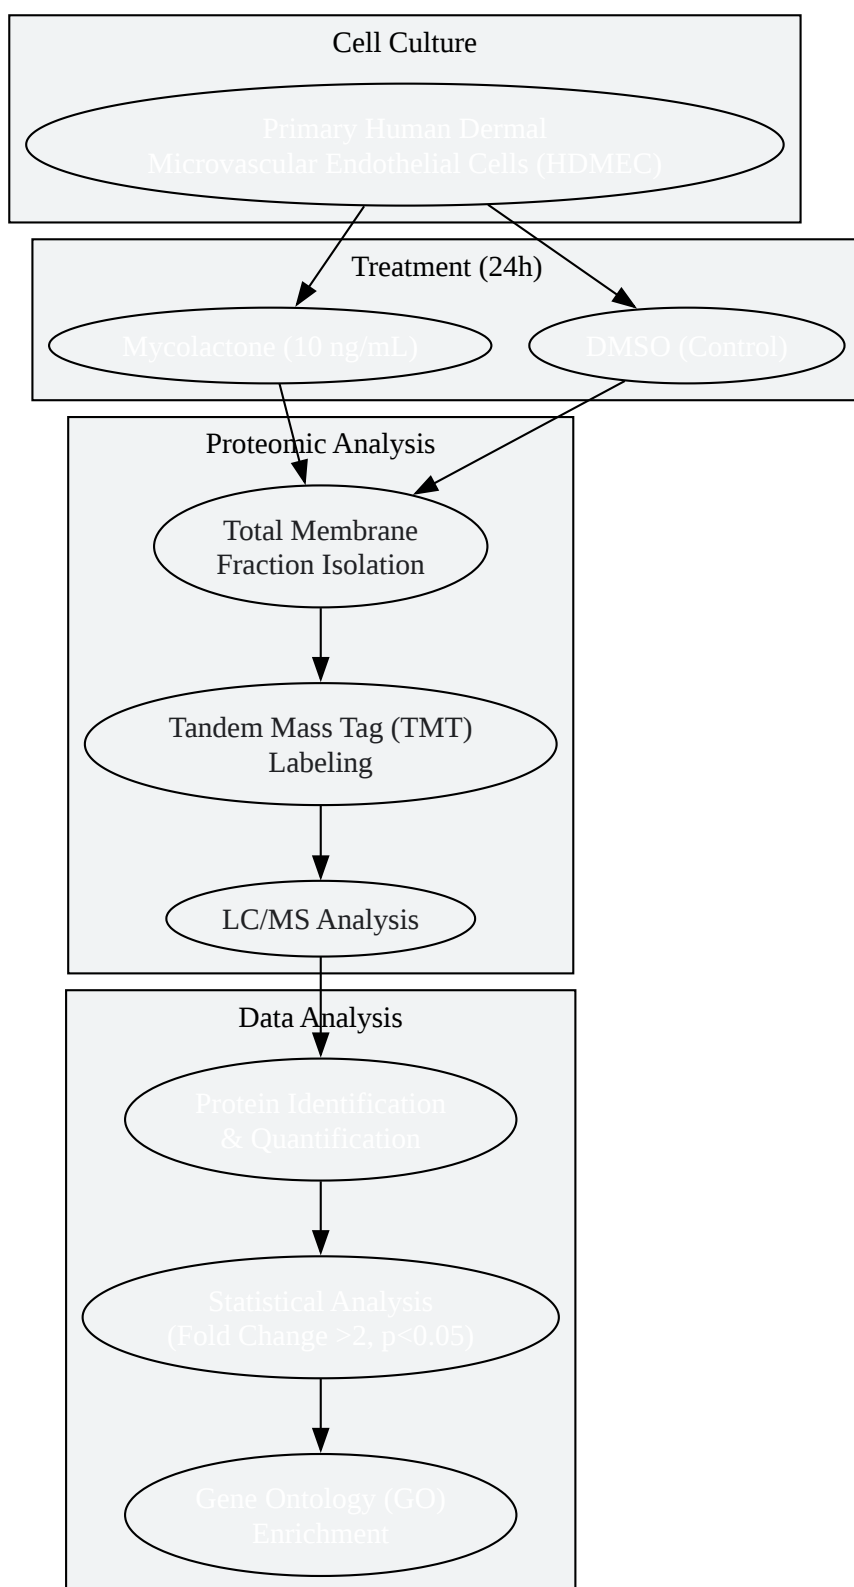 Cell Culture
Primary Human Dermal
Microvascular Endothelial Cells (HDMEC)
Treatment (24h)
Mycolactone (10 ng/mL)
DMSO (Control)
Proteomic Analysis
Total Membrane
Fraction Isolation
Tandem Mass Tag (TMT)
Labeling
LC/MS Analysis
Data Analysis
Protein Identification
& Quantification
Statistical Analysis
(Fold Change >2, p<0.05)
Gene Ontology (GO)
Enrichment